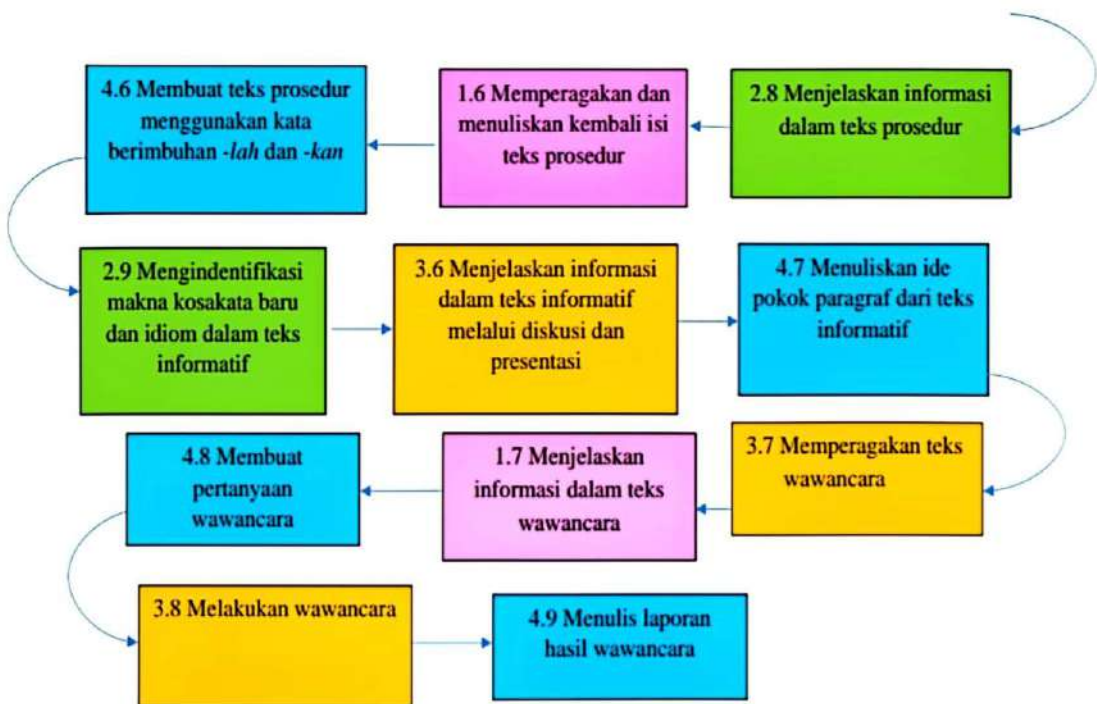 4.6 Membuat teks prosedur
menggunakan kata
berimbuhan -lah dan -kan
1.6 Memperagakan dan
menuliskan kembali isi
teks prosedur
2.8 Menjelaskan informasi
dalam teks prosedur
2.9 Mengindentifikasi
makna kosakata baru
dan idiom dalam teks
informatif
3.6 Menjelaskan informasi
dalam teks informatif
melalui diskusi dan
presentasi
4.7 Menuliskan ide
pokok paragraf dari teks
informatif
4.8 Membuat
pertanyaan
wawancara
1.7 Menjelaskan
informasi dalam teks
wawancara
3.7 Memperagakan teks
wawancara
3.8 Melakukan wawancara
4.9 Menulis laporan
hasil wawancara